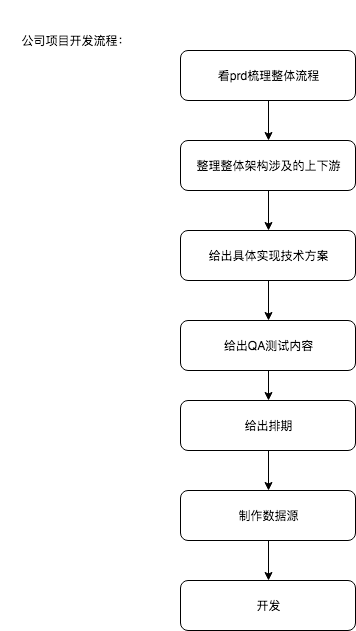 公司项目开发流程：
看prd梳理整体流程
整理整体架构涉及的上下游
给出具体实现技术方案
给出QA测试内容
给出排期
制作数据源
开发